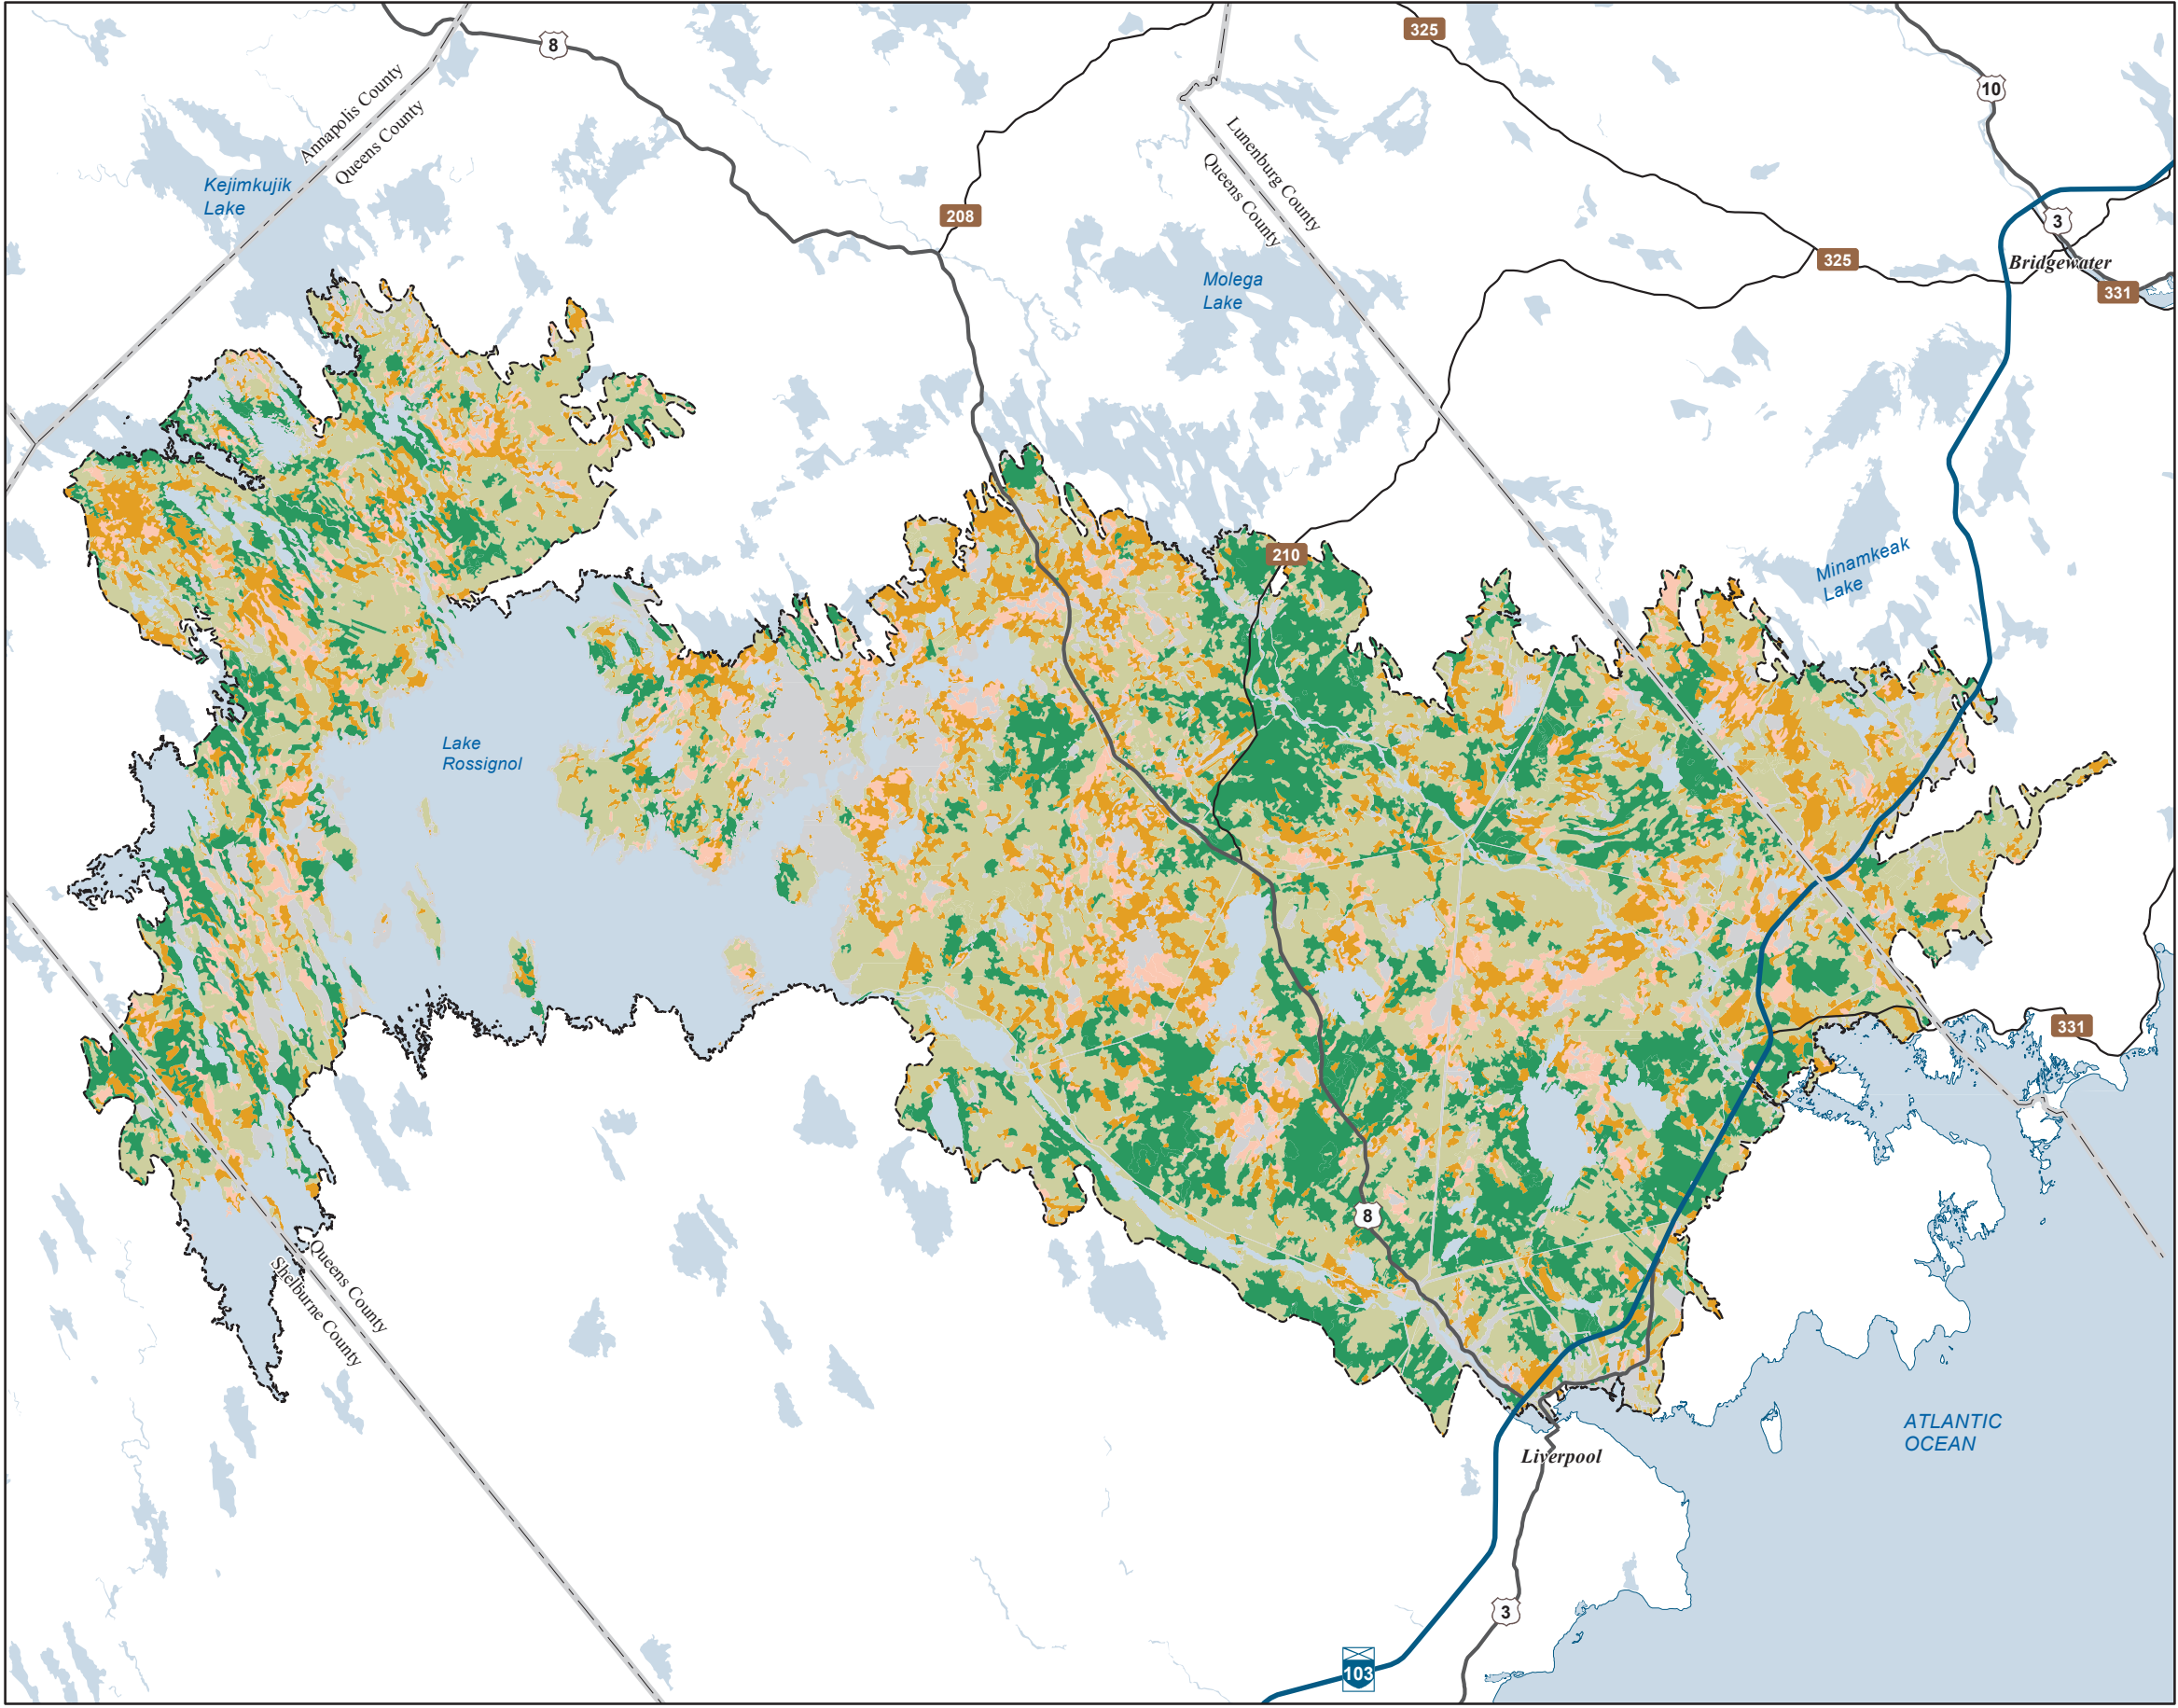 325
8
10
Annapolis County
Queens County
Lunenburg County
Queens County
Kejimkujik
Lake
208
3
325
Bridgewater
331
Molega
Lake
210
Minamkeak
Lake
Lake
Rossignol
331
8
Queens County
Shelburne County
ATLANTIC
OCEAN
Liverpool
3
103